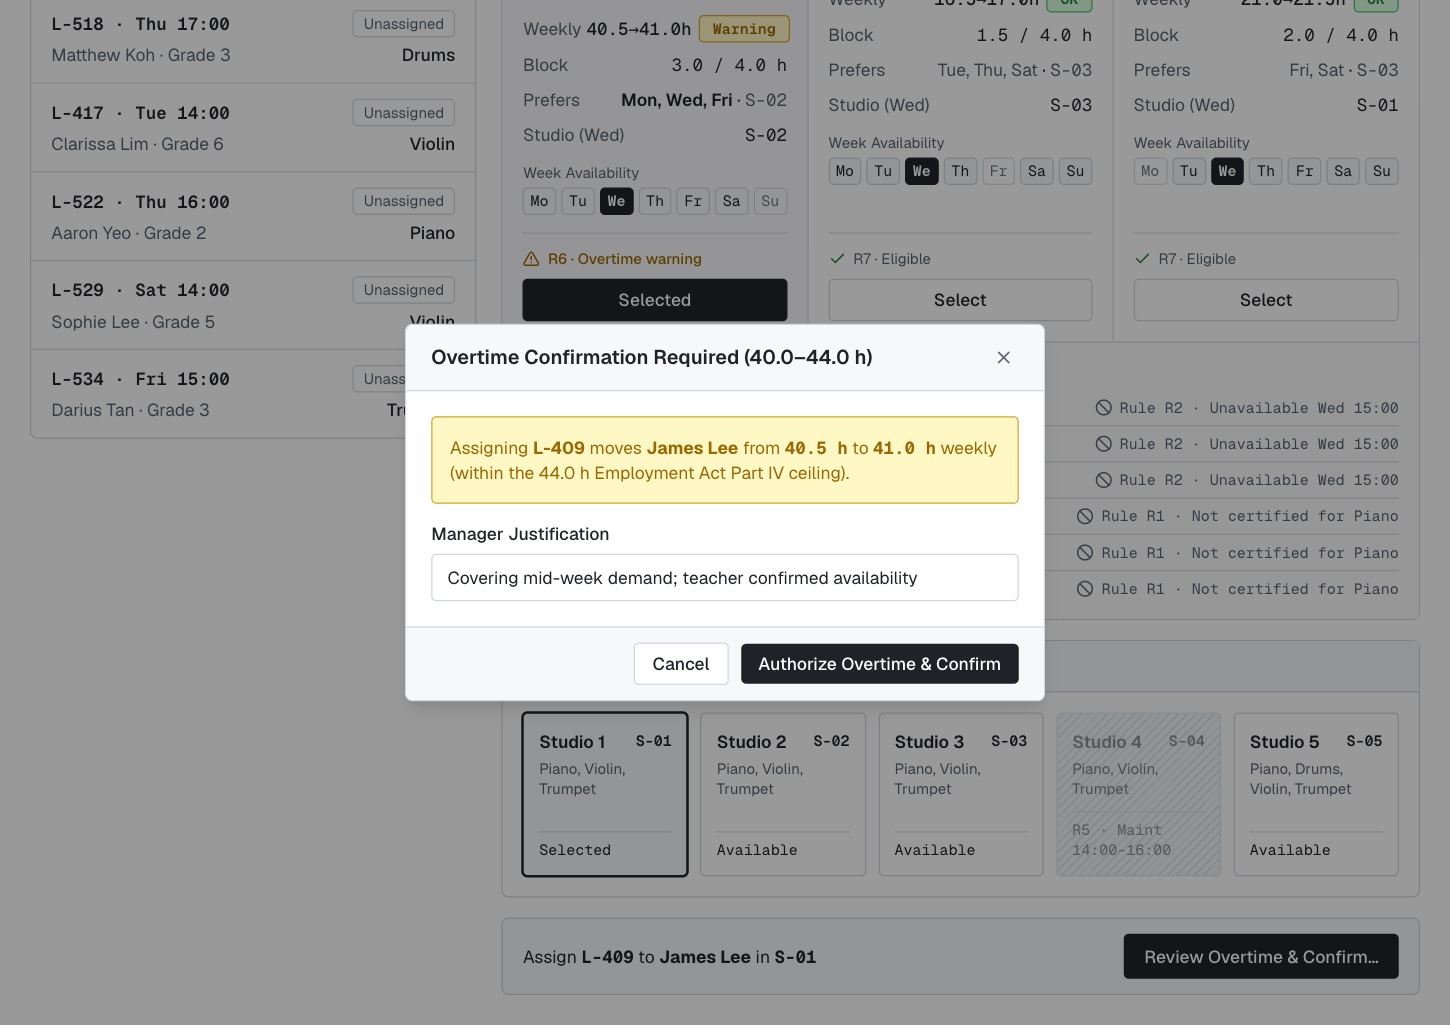 L-518 · Thu 17:00 Unassigned
Matthew Koh · Grade 3 Drums
L-417 · Tue 14:00 Unassigned
Clarissa Lim · Grade 6 Violin
L-522 · Thu 16:00 Unassigned
Aaron Yeo · Grade 2 Piano
L-529 · Sat 14:00 Unassigned
Sophie Lee · Grade 5 Violin
L-534 · Fri 15:00
Darius Tan · Grade 3
Weekly 40.5→41.0h Warning
Block 3.0 / 4.0 h
Prefers Mon, Wed, Fri · S-02
Studio (Wed) S-02
Week Availability
Mo Tu We Th Fr Sa Su
R6 · Overtime warning
Selected
Block 1.5 / 4.0 h
Prefers Tue, Thu, Sat · S-03
Studio (Wed) S-03
Week Availability
Mo Tu We Th Fr Sa Su
R7 · Eligible
Select
Block 2.0 / 4.0 h
Prefers Fri, Sat · S-03
Studio (Wed) S-01
Week Availability
Mo Tu We Th Fr Sa Su
R7 · Eligible
Select
Rule R2 · Unavailable Wed 15:00
Rule R2 · Unavailable Wed 15:00
Rule R2 · Unavailable Wed 15:00
Rule R1 · Not certified for Piano
Rule R1 · Not certified for Piano
Rule R1 · Not certified for Piano
Overtime Confirmation Required (40.0–44.0 h)
Assigning L-409 moves James Lee from 40.5 h to 41.0 h weekly
(within the 44.0 h Employment Act Part IV ceiling).
Manager Justification
Covering mid-week demand; teacher confirmed availability
Cancel Authorize Overtime & Confirm
Studio 1 S-01
Piano, Violin,
Trumpet
Selected
Studio 2 S-02
Piano, Violin,
Trumpet
Available
Studio 3 S-03
Piano, Violin,
Trumpet
Available
Studio 4 S-04
Piano, Violin,
Trumpet
R5 · Maint
14:00–16:00
Studio 5 S-05
Piano, Drums,
Violin, Trumpet
Available
Assign L-409 to James Lee in S-01
Review Overtime & Confirm…